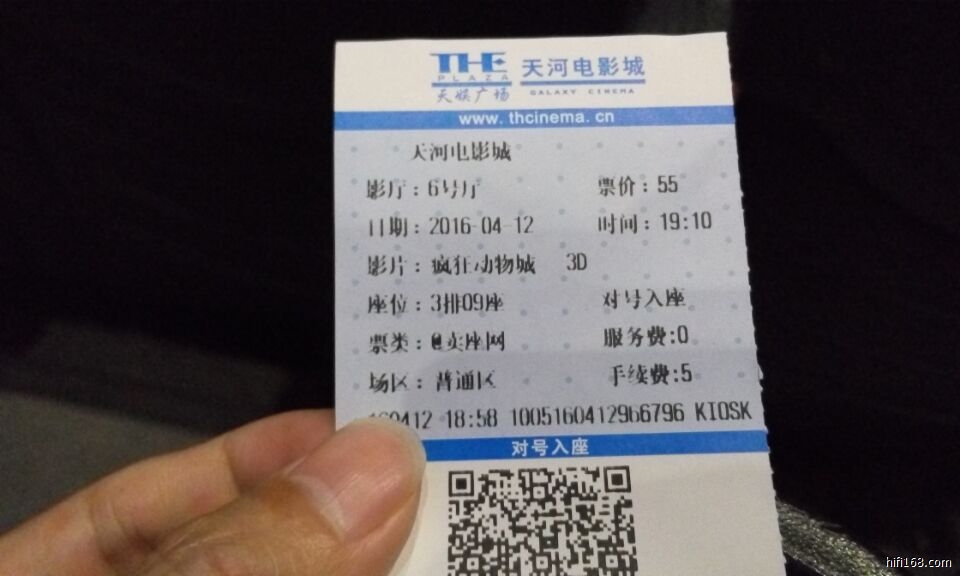 THE 天河电影城
PLAZA GALAXY CINEMA
天娱广场
www. thcinema. cn
天河电影城
影厅：6号厅 票价：55
日期：2016-04-12 时间：19:10
影片：疯狂动物城 3D
座位：3排09座 对号入座
票类：@卖座网 服务费:0
场区：普通区 手续费:5
160412 18:58 1005160412966796 KIOSK
对号入座
hifi168.com